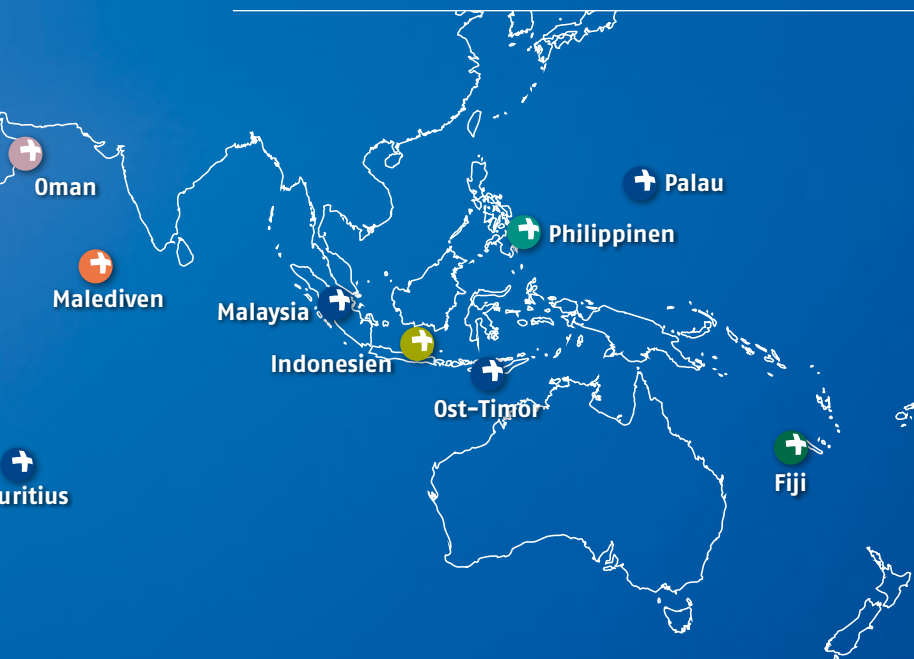 Oman
Palau
Philippinen
Malediven
Malaysia
Indonesien
Ost-Timor
Fiji
uritius